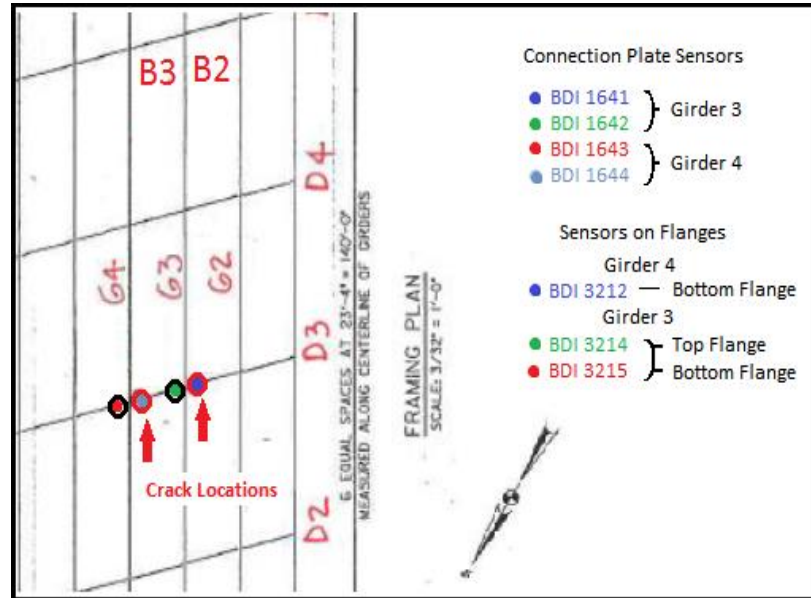 B3 B2
D4
G4 G3 G2
D3
D2
6 EQUAL SPACES AT 23'-4" = 140'-0"
MEASURED ALONG CENTERLINE OF GIRDERS
FRAMING PLAN
SCALE: 3/32" = 1'-0"
Crack Locations
Connection Plate Sensors
BDI 1641
BDI 1642
Girder 3
BDI 1643
BDI 1644
Girder 4
Sensors on Flanges
Girder 4
BDI 3212 — Bottom Flange
Girder 3
BDI 3214 Top Flange
BDI 3215 Bottom Flange